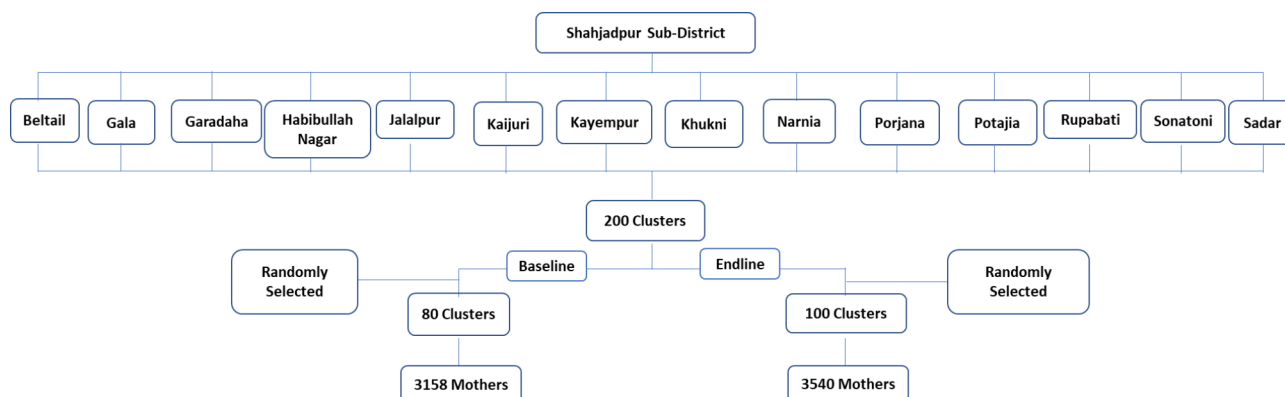 Shahjadpur Sub-District
Beltail
Gala
Garadaha
Habibullah
Nagar
Jalalpur
Kaijuri
Kayempur
Khukni
Narnia
Porjana
Potajia
Rupabati
Sonatoni
Sadar
200 Clusters
Baseline
Endline
Randomly
Selected
Randomly
Selected
80 Clusters
100 Clusters
3158 Mothers
3540 Mothers